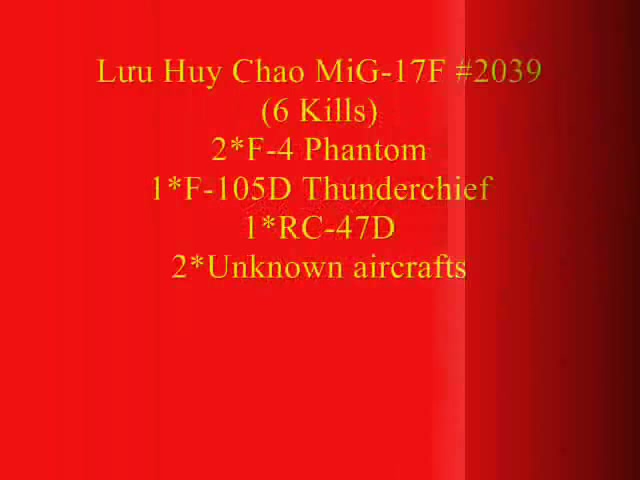 Lưu Huy Chao MiG-17F #2039
(6 Kills)
2*F-4 Phantom
1*F-105D Thunderchief
1*RC-47D
2*Unknown aircrafts